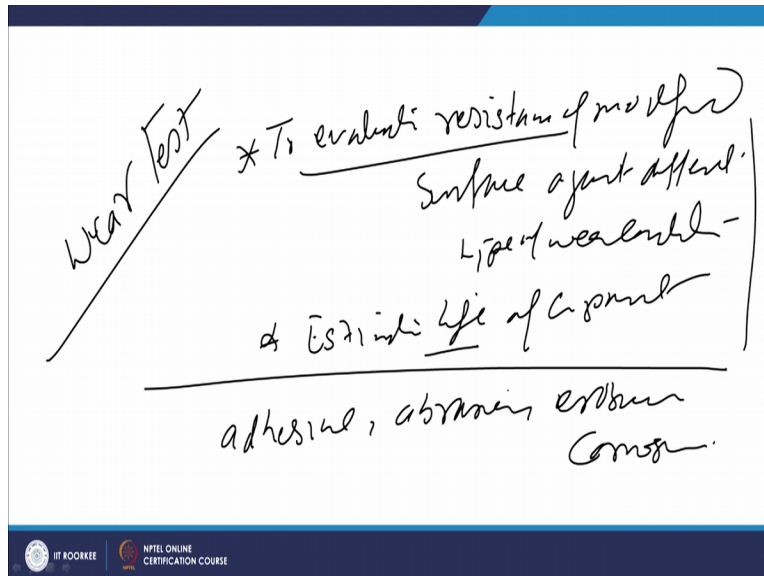 Wear Test
* To evaluate resistance of modified
Surface against different
type of wear condition
* Estimate life of component
adhesive, abrasive, erosion
Corrosion.
IIT ROORKEE
NPTEL ONLINE
CERTIFICATION COURSE